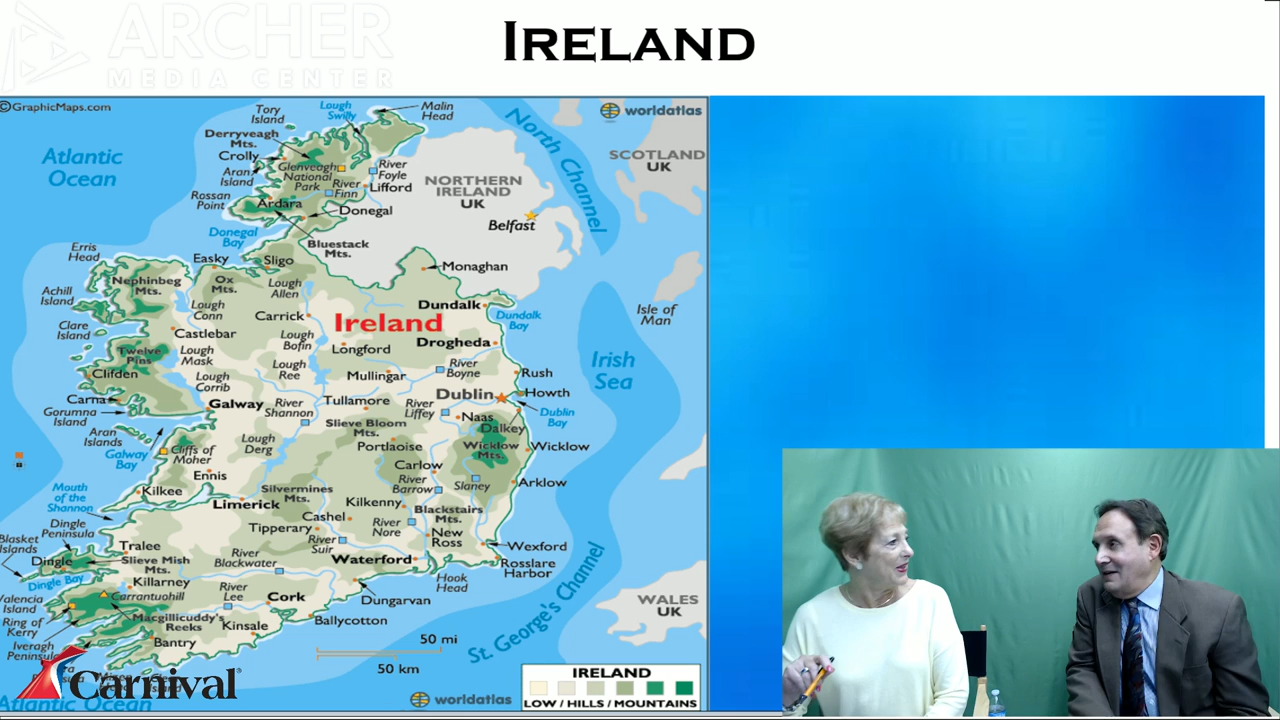 ARCHER
MEDIA CENTER
IRELAND
©GraphicMaps.com
worldatlas
Tory
Island
Lough
Swilly
Malin
Head
North Channel
Atlantic
Ocean
Derryveagh
Mts.
Crolly
Aran
Island
Glenveagh
National
Park
River
Foyle
River
Finn
Lifford
Rossan
Point
Ardara
Donegal
NORTHERN
IRELAND
UK
SCOTLAND
UK
Belfast
Donegal
Bay
Bluestack
Mts.
Erris
Head
Easky
Sligo
Monaghan
Nephinbeg
Mts.
Ox
Mts.
Lough
Allen
Achill
Island
Lough
Conn
Carrick
Ireland
Dundalk
Dundalk
Bay
Isle of
Man
Clare
Island
Castlebar
Lough
Bofin
Longford
Drogheda
Twelve
Pins
Lough
Mask
Lough
Ree
Mullingar
River
Boyne
Rush
Irish
Sea
Clifden
Lough
Corrib
Carna
Galway
River
Shannon
Tullamore
River
Liffey
Dublin
Howth
Dublin
Bay
Gorumna
Island
Naas
Dalkey
Aran
Islands
Galway
Bay
Cliffs of
Moher
Lough
Derg
Slieve Bloom
Mts.
Portlaoise
Wicklow
Mts.
Wicklow
Ennis
Carlow
Kilkee
River
Barrow
Slaney
Arklow
Mouth
of the
Shannon
Limerick
Silvermines
Mts.
Kilkenny
Blackstairs
Mts.
Dingle
Peninsula
Cashel
Tipperary
River
Nore
New
Ross
Blasket
Islands
Tralee
River
Suir
Wexford
Dingle
Slieve Mish
Mts.
River
Blackwater
Waterford
Rosslare
Harbor
Dingle Bay
Killarney
Hook
Head
Valencia
Island
Carrantuohill
River
Lee
Cork
Dungarvan
WALES
UK
Ring of
Kerry
Macgillicuddy's
Reeks
Kinsale
Ballycotton
St. George's Channel
Iveragh
Peninsula
Bantry
50 mi
50 km
Carnival®
Atlantic Ocean
worldatlas
IRELAND
LOW / HILLS / MOUNTAINS